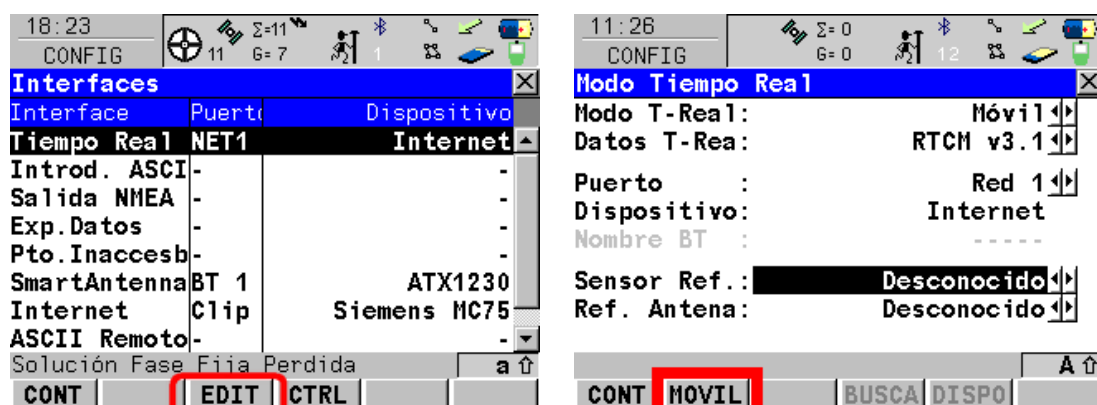 18:23
CONFIG
11
Σ=11
G= 7
2
1
Interfaces
Interface Puerto Dispositivo
Tiempo Real NET1 Internet
Introd. ASCI - -
Salida NMEA - -
Exp.Datos - -
Pto.Inaccesb - -
SmartAntenna BT 1 ATX1230
Internet Clip Siemens MC75
ASCII Remoto - -
Solución Fase Fija Perdida a
CONT EDIT CTRL
11:26
CONFIG
Σ= 0
G= 0
2
12
Modo Tiempo Real
Modo T-Real: Móvil
Datos T-Rea: RTCM v3.1
Puerto : Red 1
Dispositivo: Internet
Nombre BT : -----
Sensor Ref.: Desconocido
Ref. Antena: Desconocido
A
CONT MOVIL BUSCA DISPO